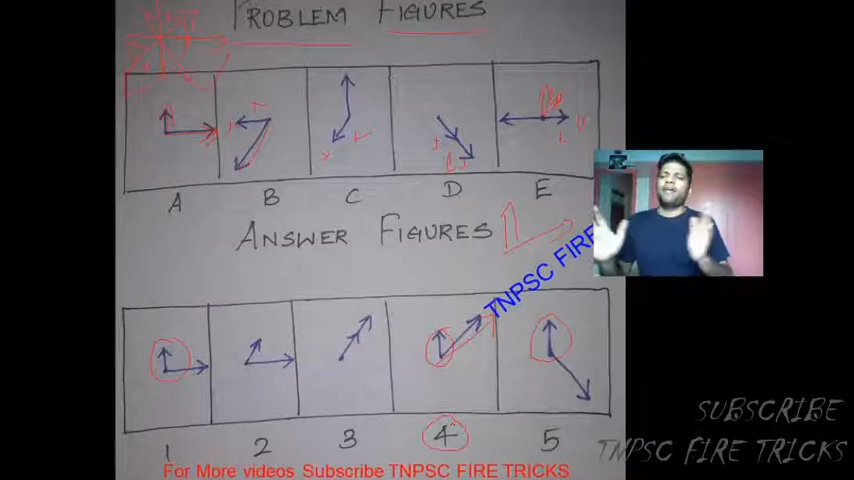 PROBLEM FIGURES
A B C D E
ANSWER FIGURES
TNPSC FIRE
1 2 3 4 5
SUBSCRIBE
TNPSC FIRE TRICKS
For More videos Subscribe TNPSC FIRE TRICKS